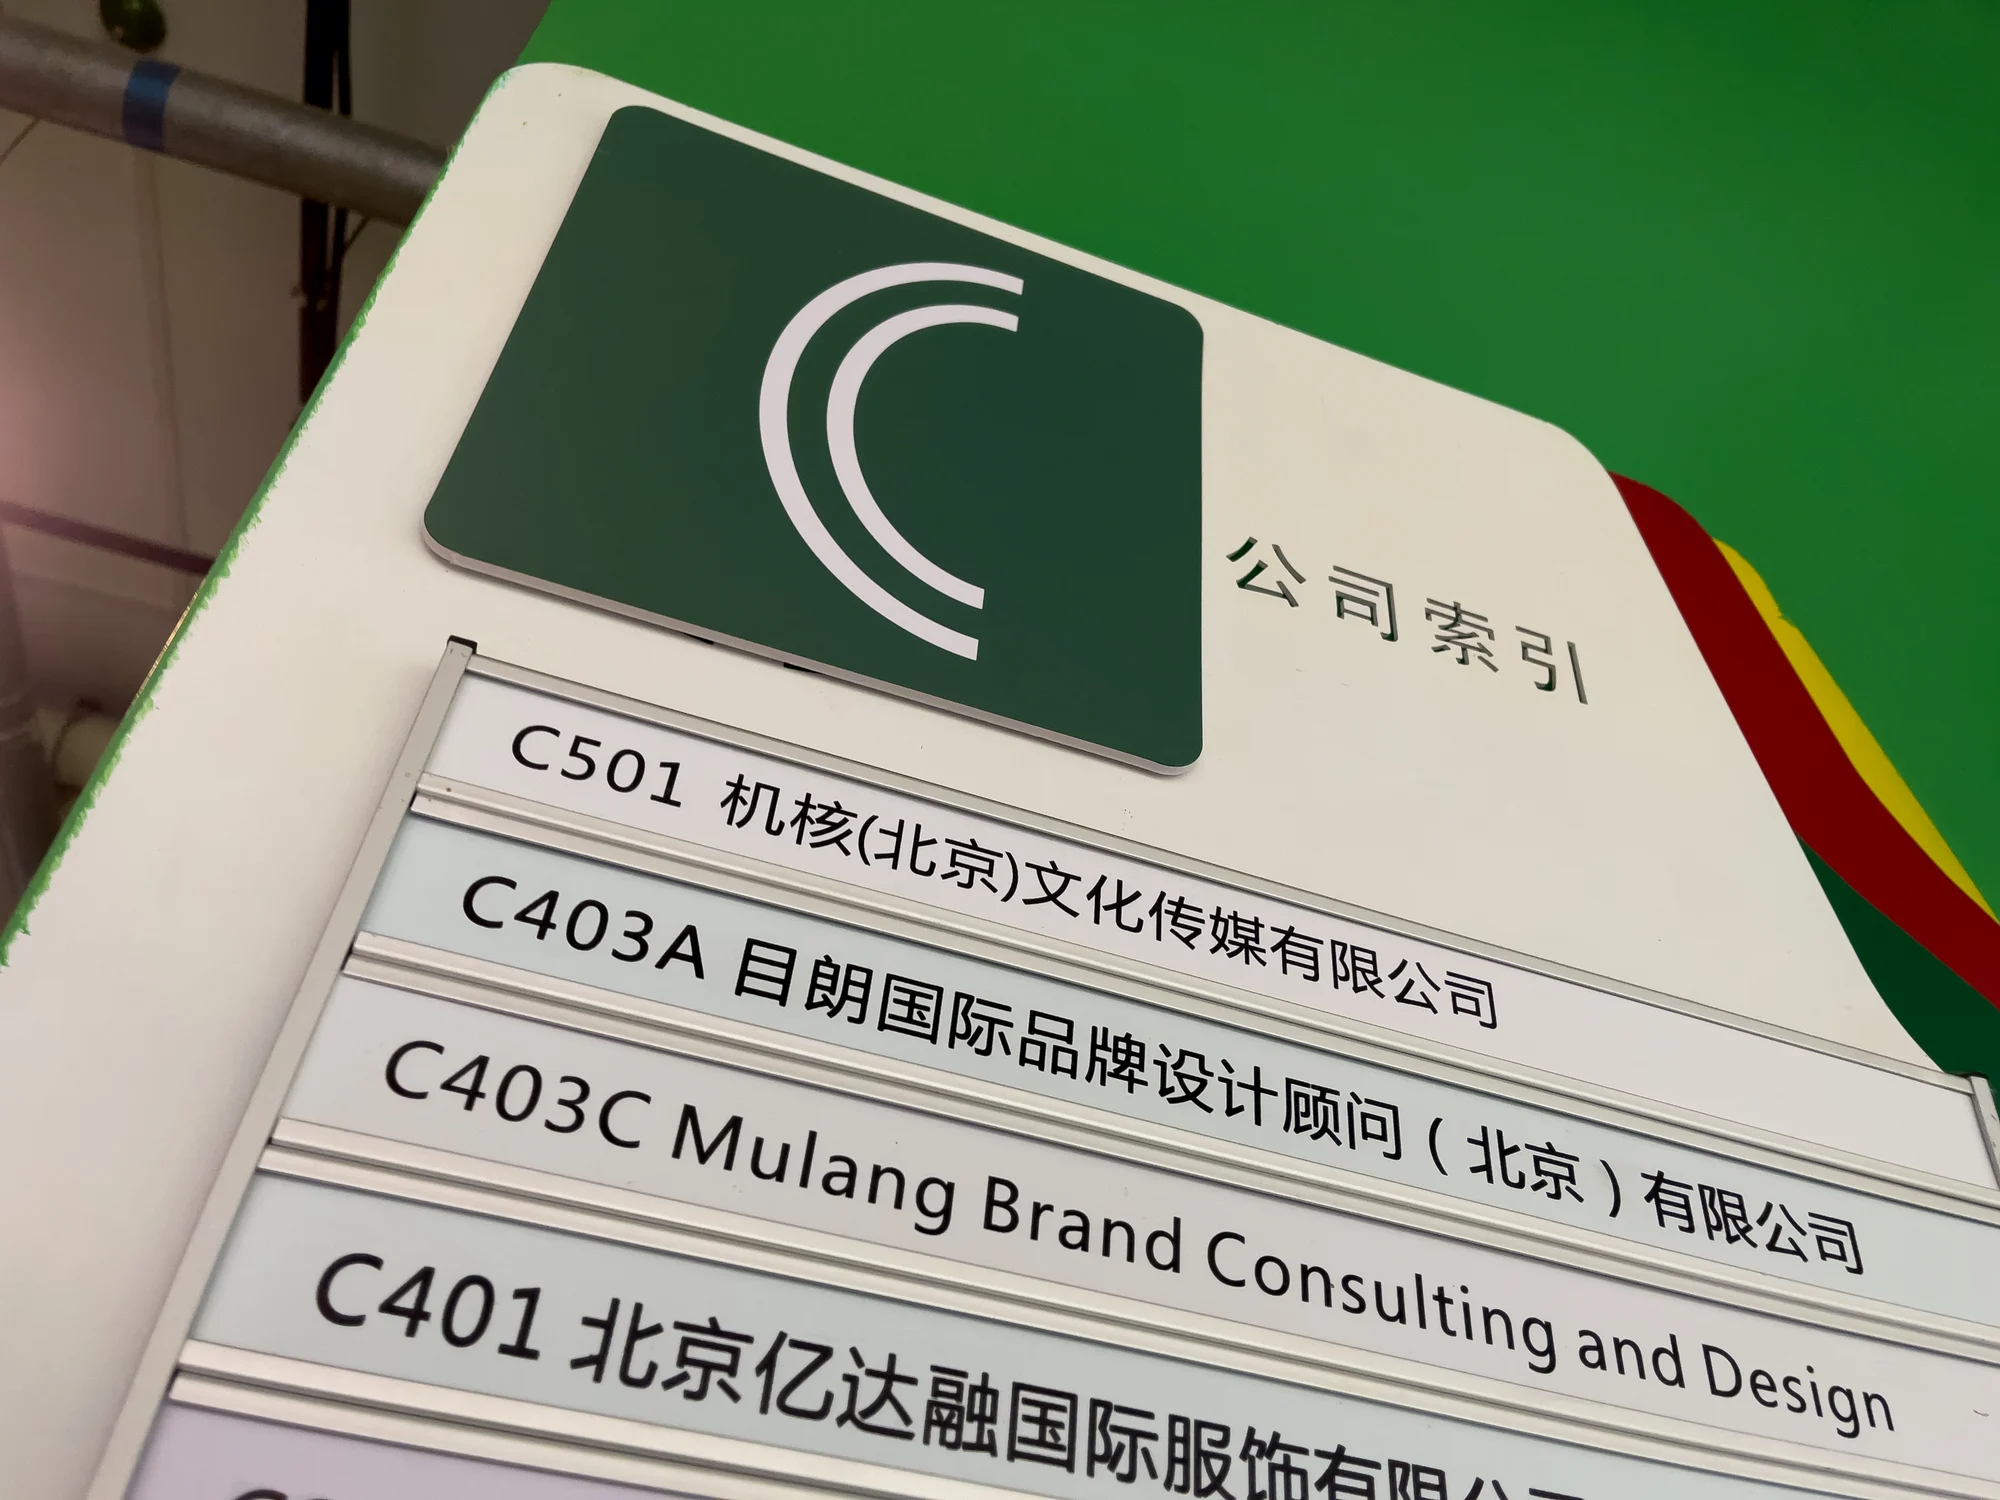 C
公司索引
C501 机核(北京)文化传媒有限公司
C403A 目朗国际品牌设计顾问（北京）有限公司
C403C Mulang Brand Consulting and Design
C401 北京亿达融国际服饰有限公司